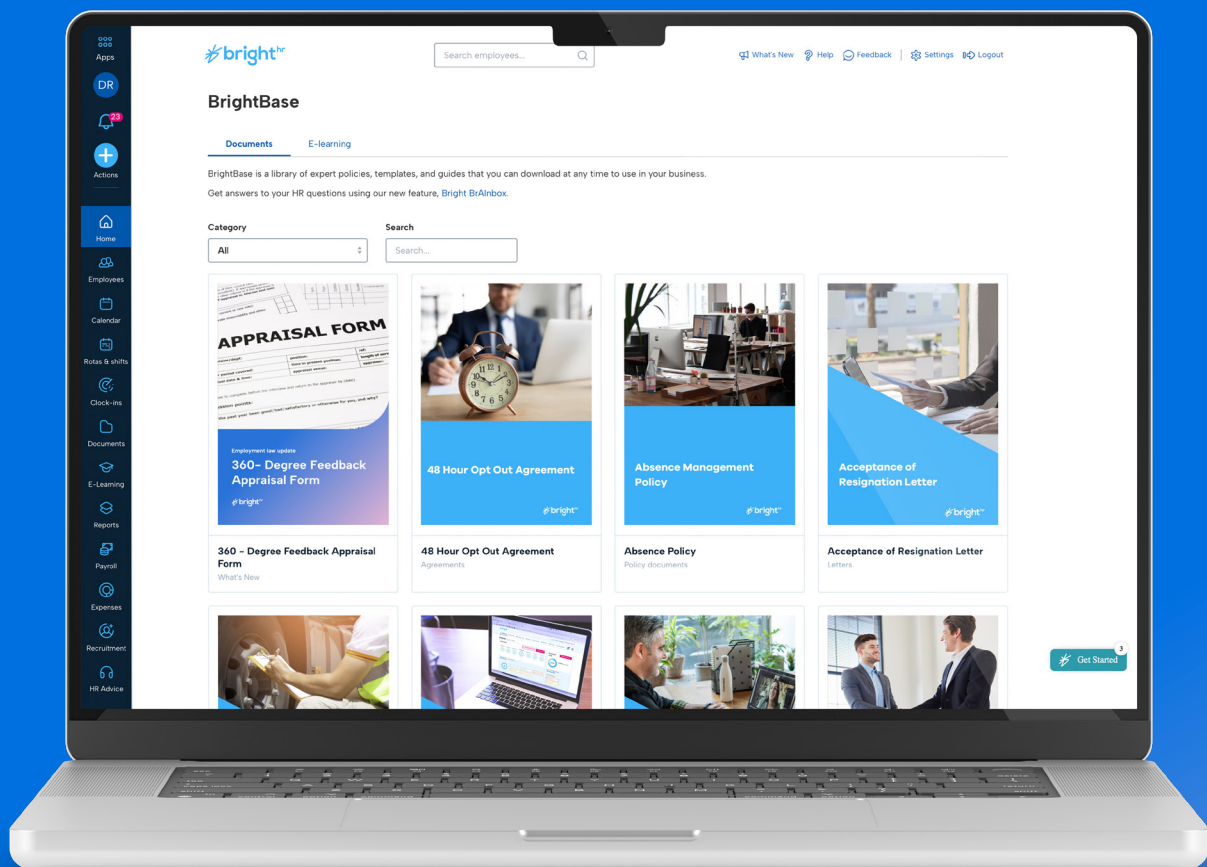 Apps
DR
23
Actions
Home
Employees
Calendar
Rotas & shifts
Clock-ins
Documents
E-Learning
Reports
Payroll
Expenses
Recruitment
HR Advice
bright hr
Search employees...
What's New
Help
Feedback
Settings
Logout
BrightBase
Documents
E-learning
BrightBase is a library of expert policies, templates, and guides that you can download at any time to use in your business.
Get answers to your HR questions using our new feature, Bright BrAInbox.
Category
Search
All
Search...
APPRAISAL FORM
Employment law update
360- Degree Feedback
Appraisal Form
bright hr
360 - Degree Feedback Appraisal
Form
What's New
48 Hour Opt Out Agreement
bright hr
48 Hour Opt Out Agreement
Agreements
Absence Management
Policy
bright hr
Absence Policy
Policy documents
Acceptance of
Resignation Letter
bright hr
Acceptance of Resignation Letter
Letters
3
Get Started